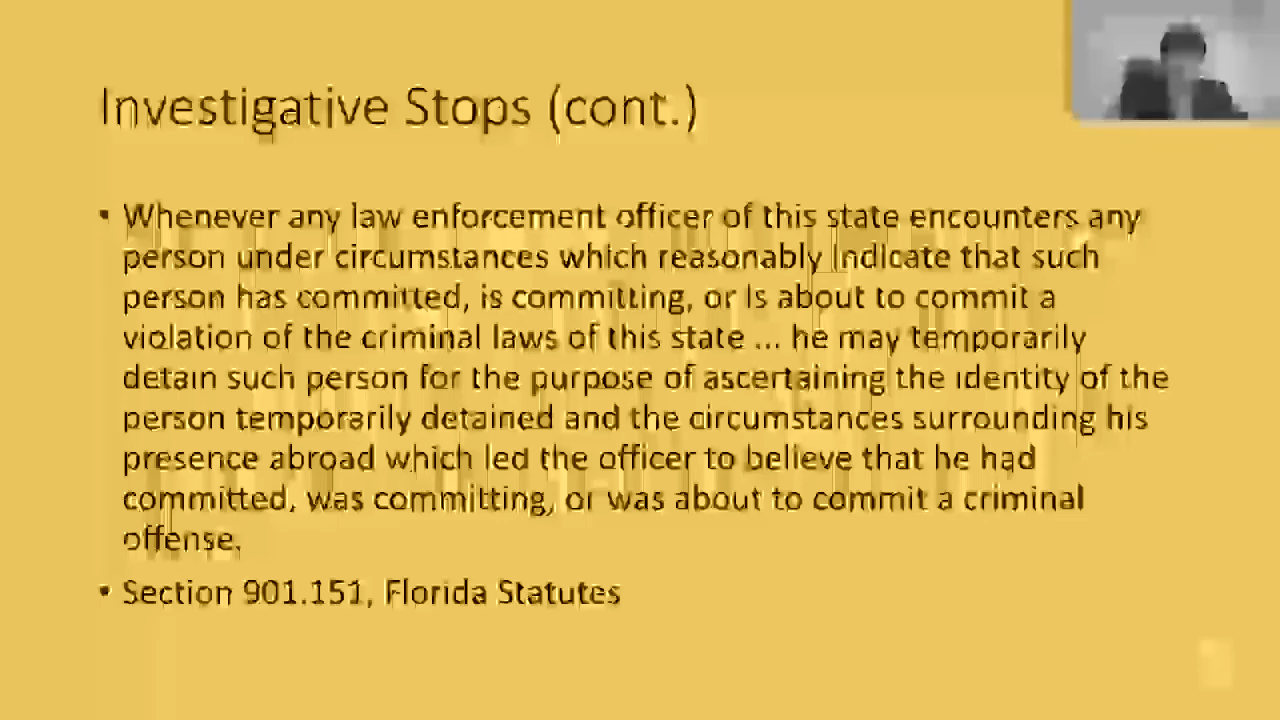 Investigative Stops (cont.)
• Whenever any law enforcement officer of this state encounters any
person under circumstances which reasonably indicate that such
person has committed, is committing, or is about to commit a
violation of the criminal laws of this state ... he may temporarily
detain such person for the purpose of ascertaining the identity of the
person temporarily detained and the circumstances surrounding his
presence abroad which led the officer to believe that he had
committed, was committing, or was about to commit a criminal
offense.
• Section 901.151, Florida Statutes